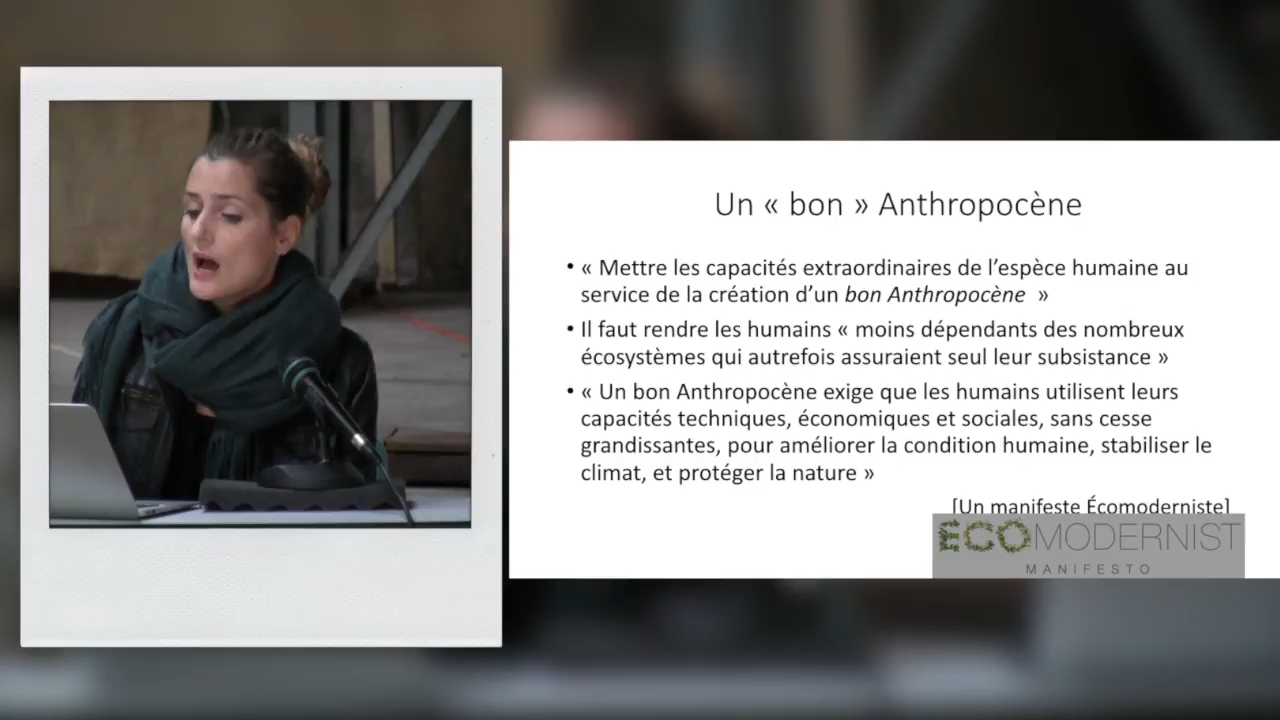 Un « bon » Anthropocène
• « Mettre les capacités extraordinaires de l’espèce humaine au
service de la création d’un bon Anthropocène »
• Il faut rendre les humains « moins dépendants des nombreux
écosystèmes qui autrefois assuraient seul leur subsistance »
• « Un bon Anthropocène exige que les humains utilisent leurs
capacités techniques, économiques et sociales, sans cesse
grandissantes, pour améliorer la condition humaine, stabiliser le
climat, et protéger la nature »
[Un manifeste Écomoderniste]
ECOMODERNIST
MANIFESTO